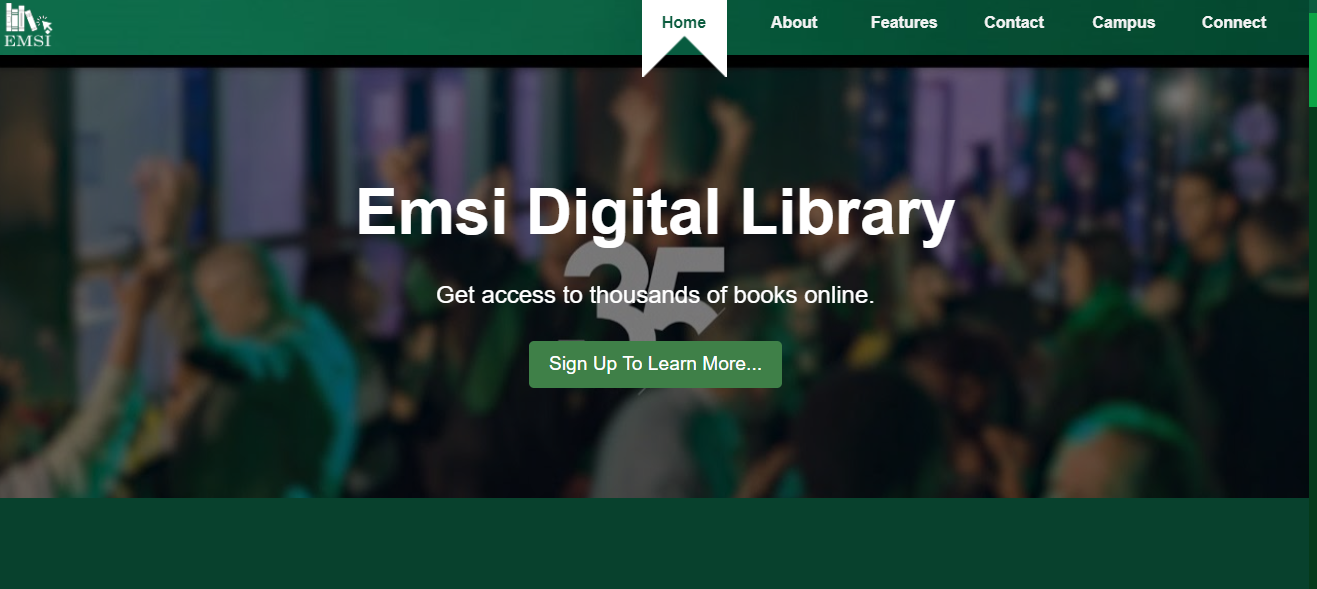 EMSI
Home About Features Contact Campus Connect
Emsi Digital Library
35
Get access to thousands of books online.
Sign Up To Learn More...